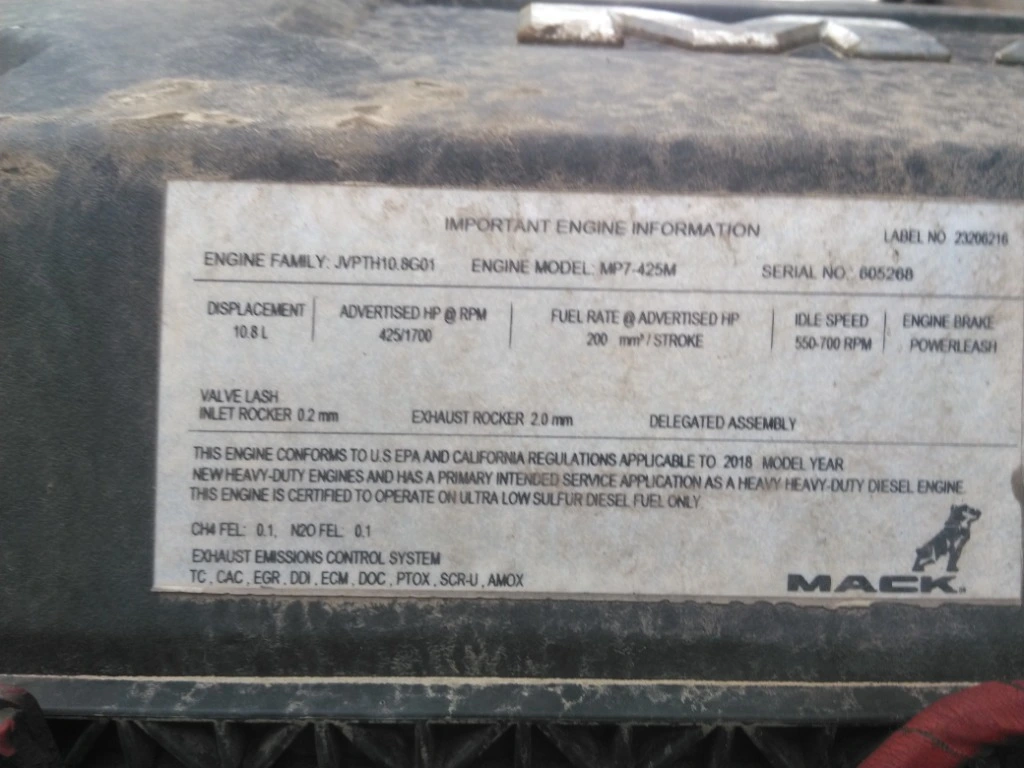 IMPORTANT ENGINE INFORMATION
LABEL NO 23206216
ENGINE FAMILY: JVPTH10.8G01 ENGINE MODEL: MP7-425M SERIAL NO.: 605268
DISPLACEMENT ADVERTISED HP @ RPM FUEL RATE @ ADVERTISED HP IDLE SPEED ENGINE BRAKE
10.8 L 425/1700 200 mm³/ STROKE 550-700 RPM POWERLEASH
VALVE LASH
INLET ROCKER 0.2 mm EXHAUST ROCKER 2.0 mm DELEGATED ASSEMBLY
THIS ENGINE CONFORMS TO U.S EPA AND CALIFORNIA REGULATIONS APPLICABLE TO 2018 MODEL YEAR
NEW HEAVY-DUTY ENGINES AND HAS A PRIMARY INTENDED SERVICE APPLICATION AS A HEAVY HEAVY-DUTY DIESEL ENGINE.
THIS ENGINE IS CERTIFIED TO OPERATE ON ULTRA LOW SULFUR DIESEL FUEL ONLY
CH4 FEL: 0.1, N2O FEL: 0.1
EXHAUST EMISSIONS CONTROL SYSTEM
TC , CAC , EGR , DDI , ECM , DOC , PTOX , SCR-U , AMOX
MACK